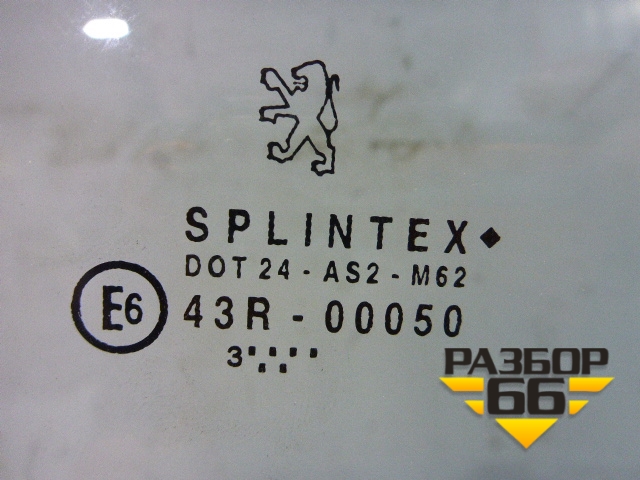 SPLINTEX◆
DOT 24 - AS2 - M62
E6
43R - 00050
3
РАЗБОР
66